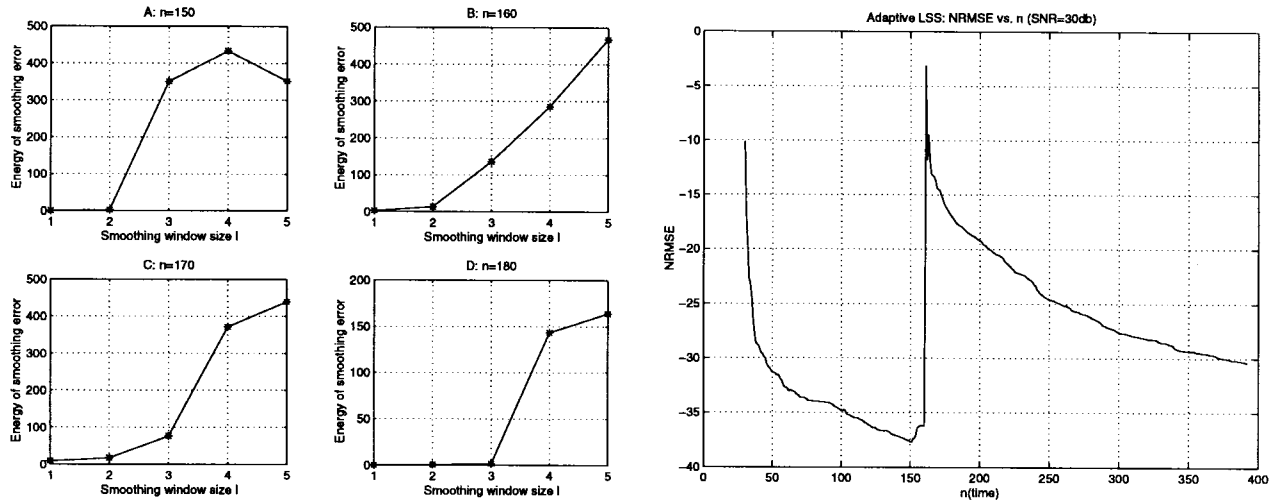 A: n=150
500
400
300
200
100
0
Energy of smoothing error
1 2 3 4 5
Smoothing window size l
B: n=160
500
400
300
200
100
0
Energy of smoothing error
1 2 3 4 5
Smoothing window size l
C: n=170
500
400
300
200
100
0
Energy of smoothing error
1 2 3 4 5
Smoothing window size l
D: n=180
200
150
100
50
0
Energy of smoothing error
1 2 3 4 5
Smoothing window size l
Adaptive LSS: NRMSE vs. n (SNR=30db)
0
−5
−10
−15
−20
−25
−30
−35
−40
NRMSE
0 50 100 150 200 250 300 350 400
n(time)